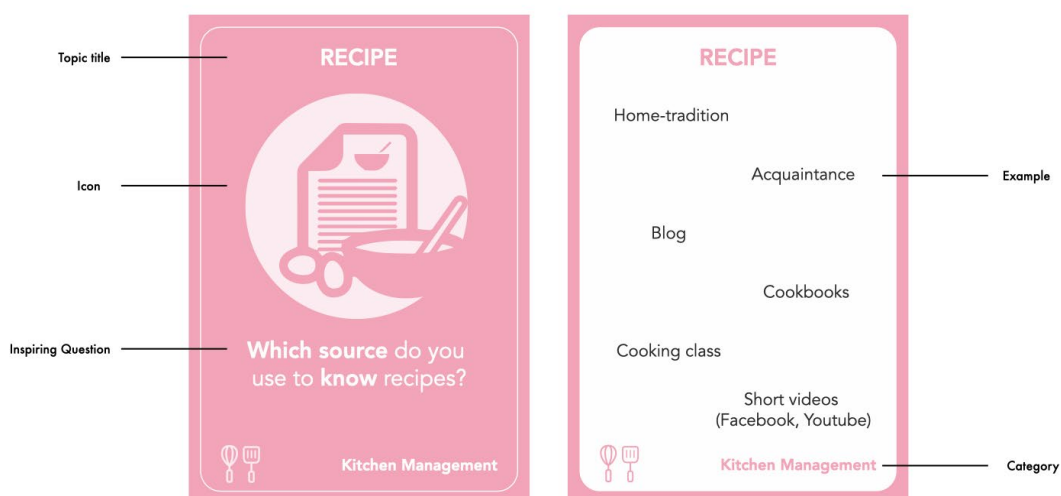 Topic title
RECIPE
Icon
Inspiring Question
Which source do you
use to know recipes?
Kitchen Management
RECIPE
Home-tradition
Acquaintance
Example
Blog
Cookbooks
Cooking class
Short videos
(Facebook, Youtube)
Kitchen Management
Category